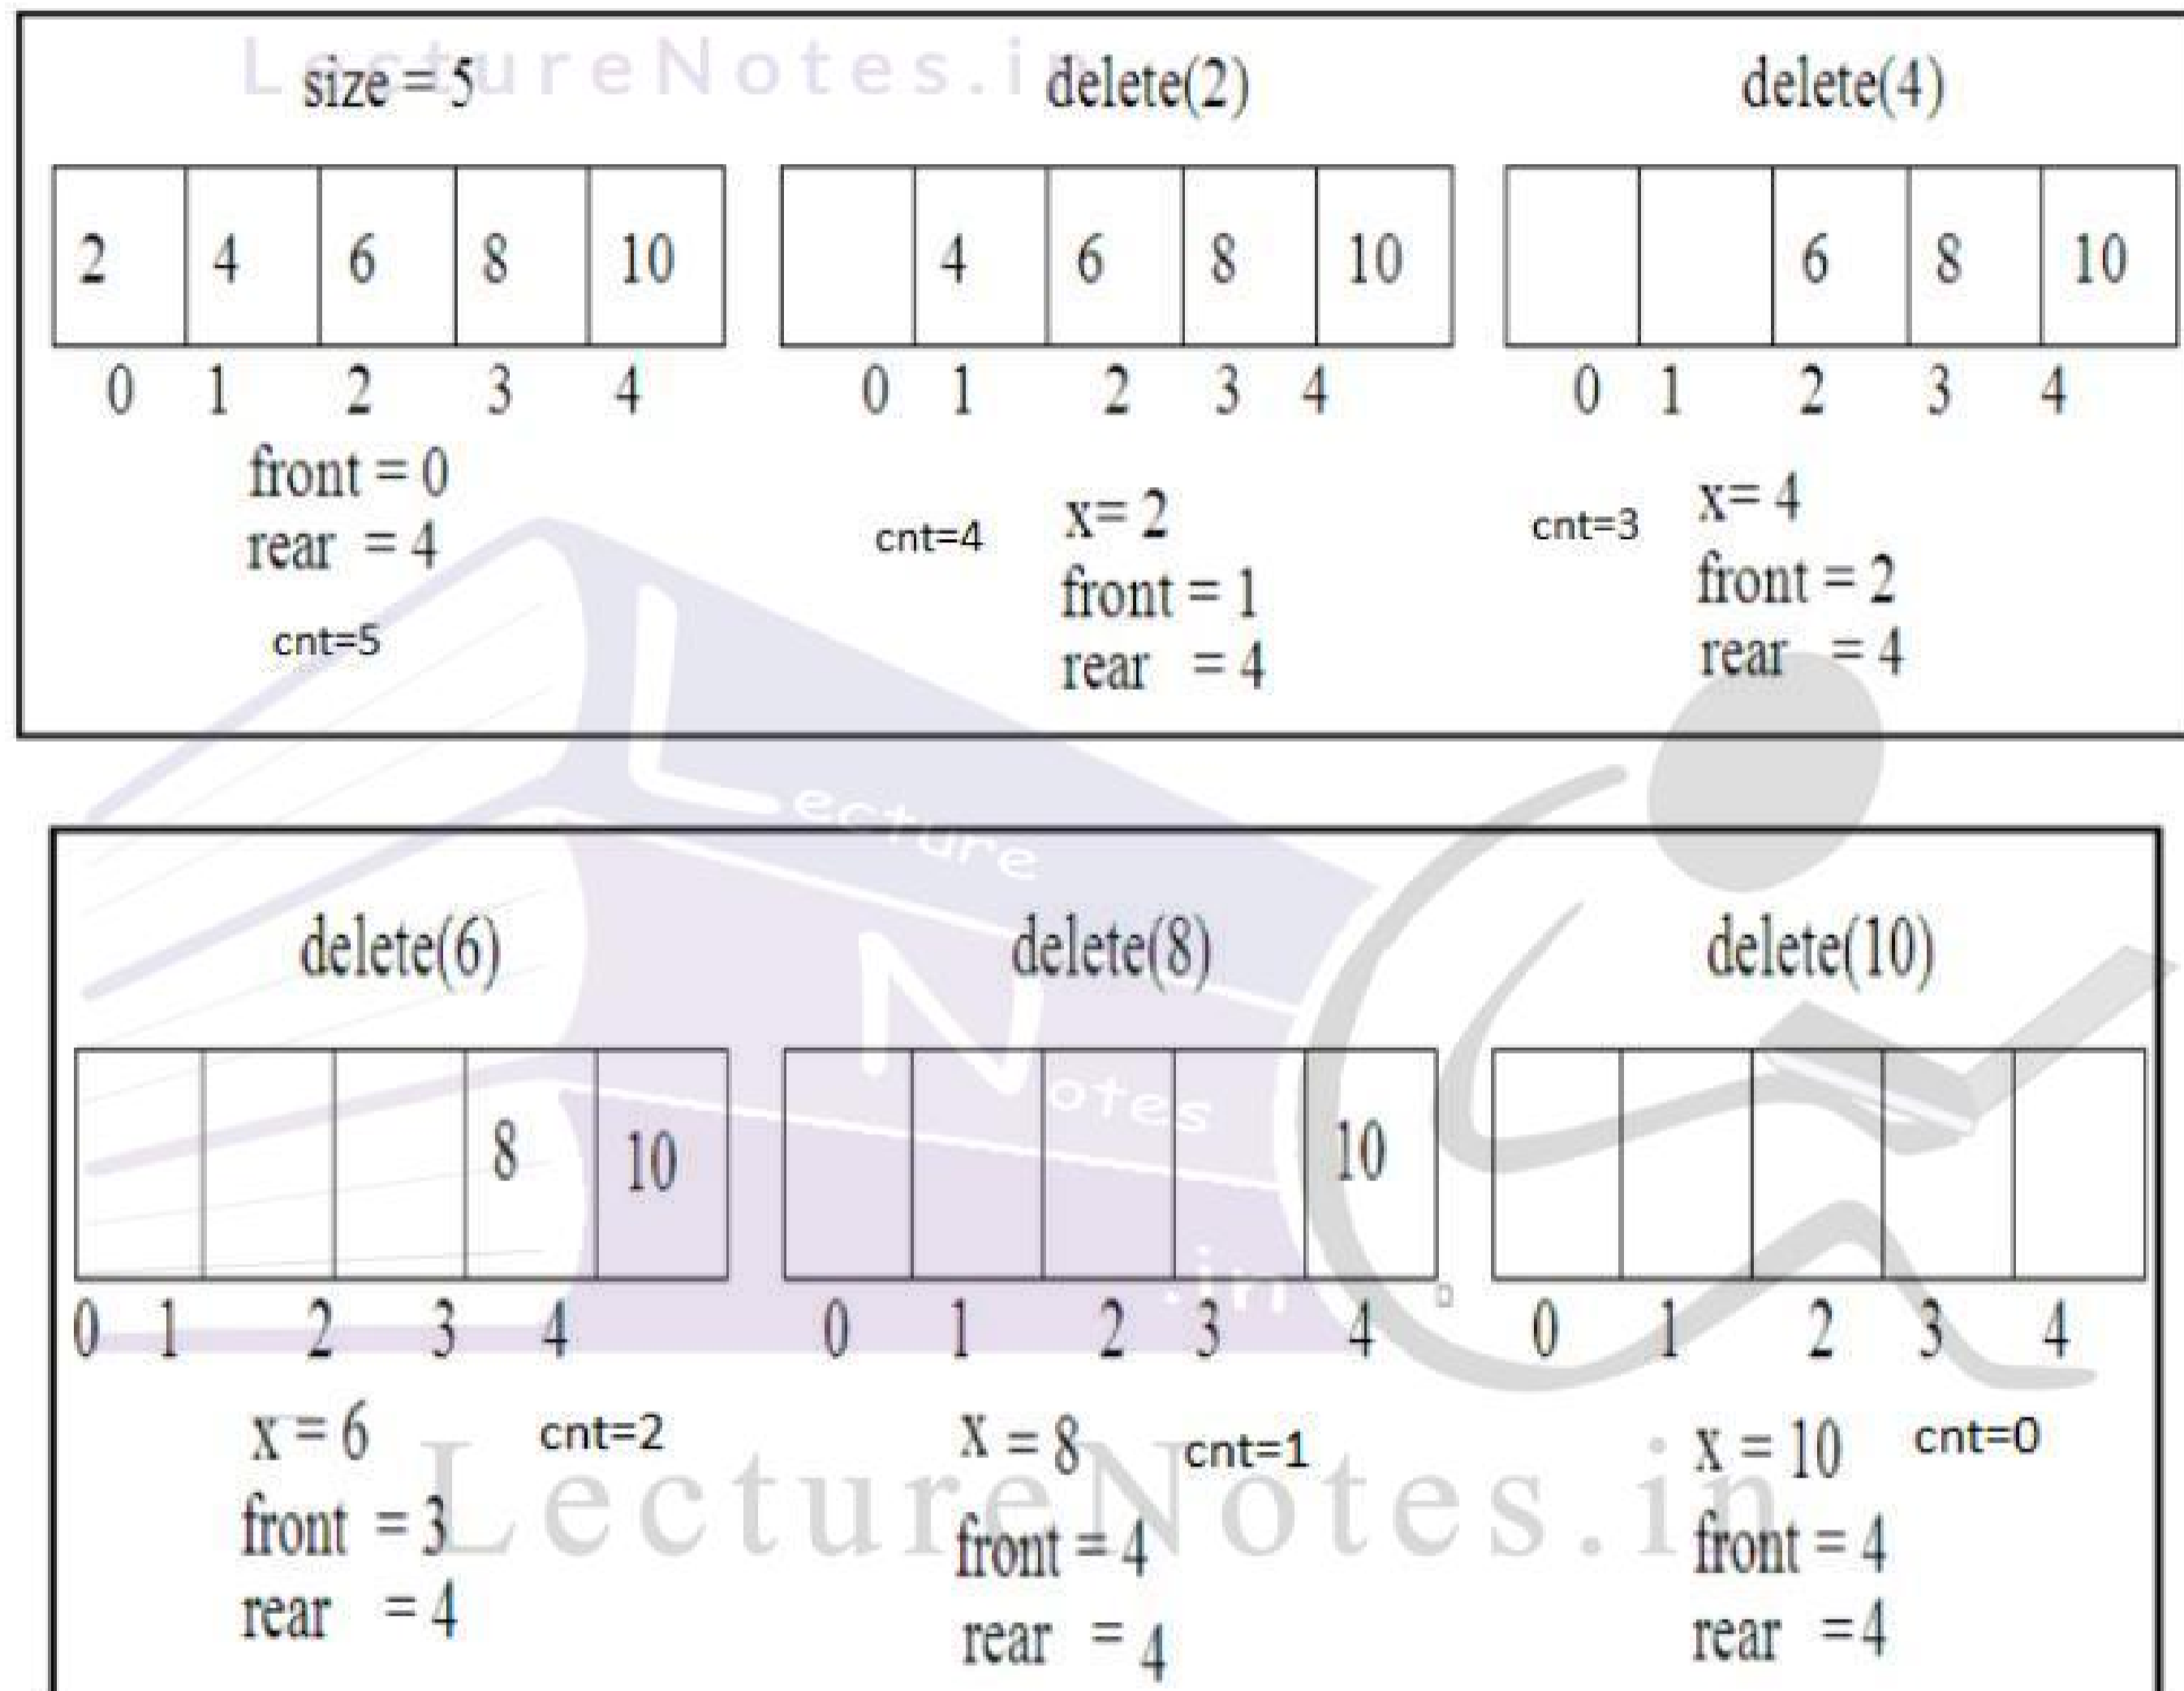 LectureNotes.in
size = 5
2 4 6 8 10
0 1 2 3 4
front = 0
rear = 4
cnt=5
delete(2)
4 6 8 10
0 1 2 3 4
cnt=4
x= 2
front = 1
rear = 4
delete(4)
6 8 10
0 1 2 3 4
cnt=3
x= 4
front = 2
rear = 4
Lecture
Notes
.in
delete(6)
8 10
0 1 2 3 4
x = 6
cnt=2
front = 3
rear = 4
delete(8)
10
0 1 2 3 4
x = 8
cnt=1
front = 4
rear = 4
delete(10)
0 1 2 3 4
x = 10
cnt=0
front = 4
rear =4
LectureNotes.in